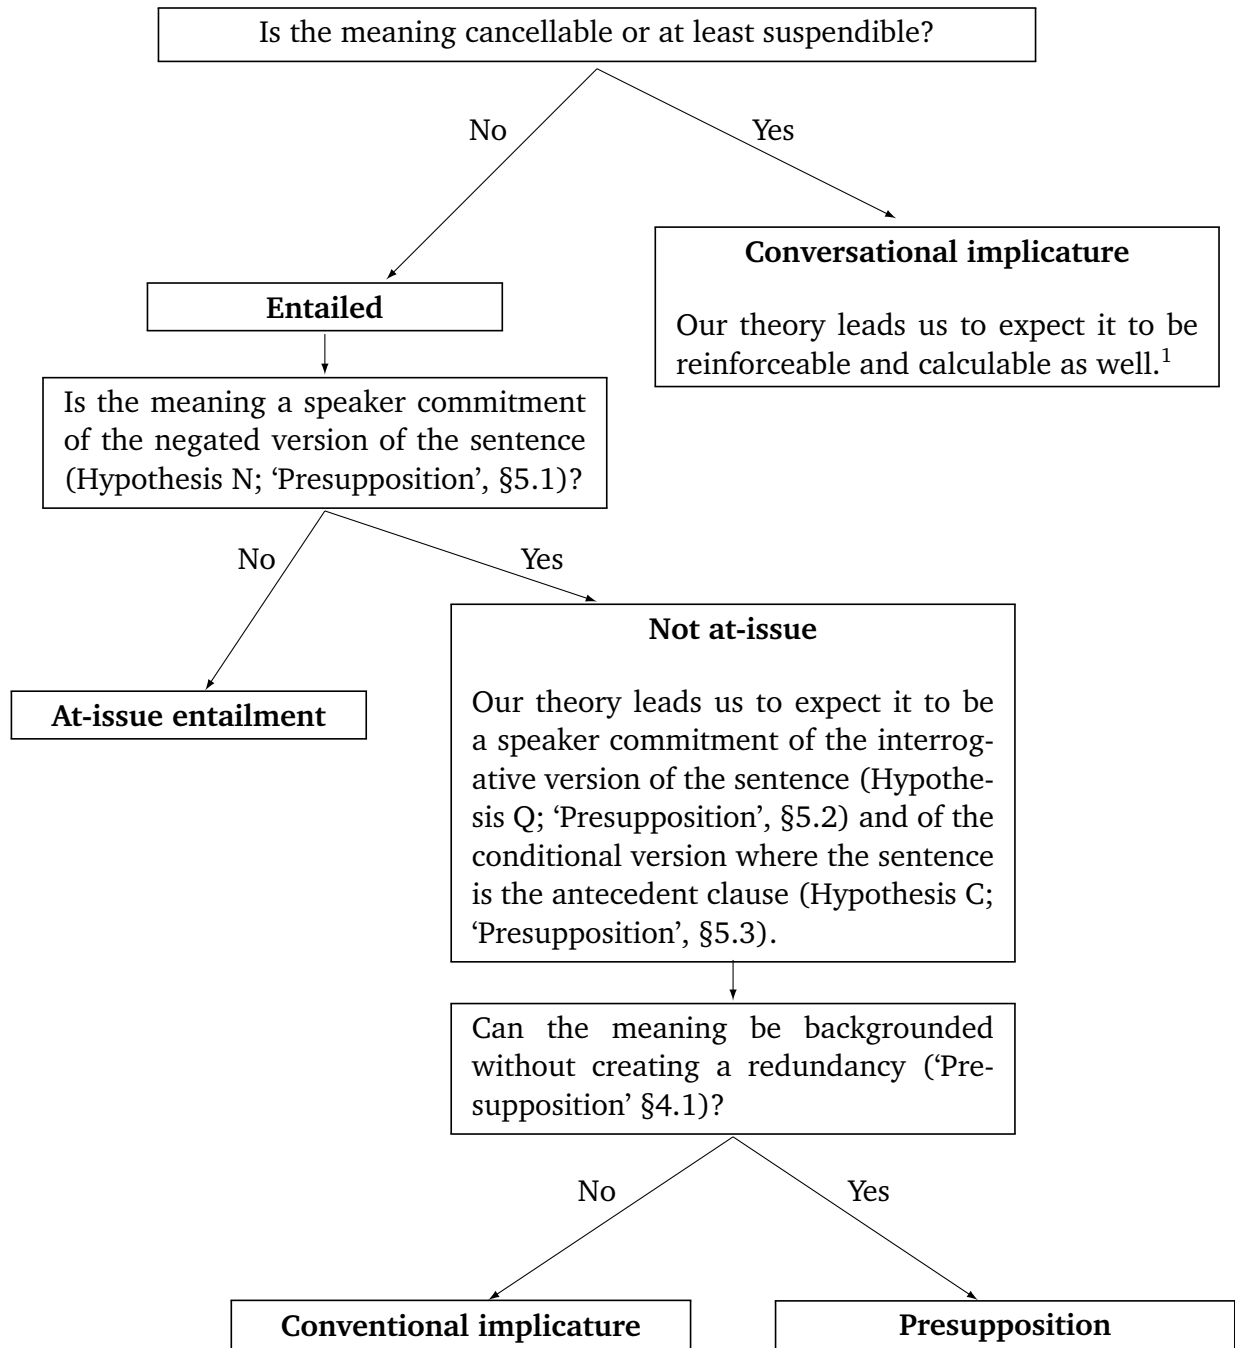 Is the meaning cancellable or at least suspendible?
No
Yes
Conversational implicature
Our theory leads us to expect it to be
reinforceable and calculable as well.1
Entailed
Is the meaning a speaker commitment
of the negated version of the sentence
(Hypothesis N; ‘Presupposition’, §5.1)?
No
Yes
At-issue entailment
Not at-issue
Our theory leads us to expect it to be
a speaker commitment of the interrog-
ative version of the sentence (Hypothe-
sis Q; ‘Presupposition’, §5.2) and of the
conditional version where the sentence
is the antecedent clause (Hypothesis C;
‘Presupposition’, §5.3).
Can the meaning be backgrounded
without creating a redundancy (‘Pre-
supposition’ §4.1)?
No
Yes
Conventional implicature
Presupposition